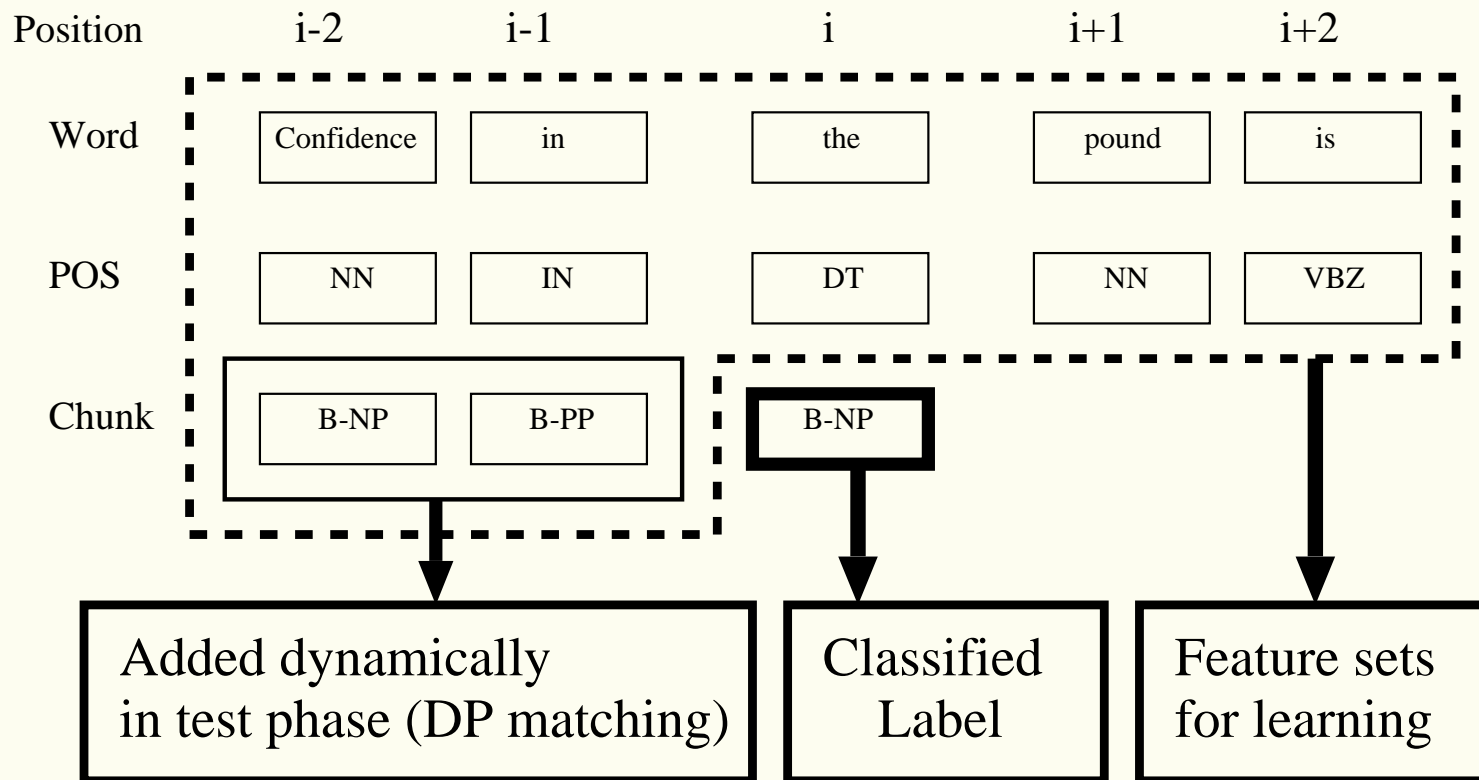 Position i-2 i-1 i i+1 i+2
Word Confidence in the pound is
POS NN IN DT NN VBZ
Chunk B-NP B-PP B-NP
Added dynamically
in test phase (DP matching)
Classified
Label
Feature sets
for learning